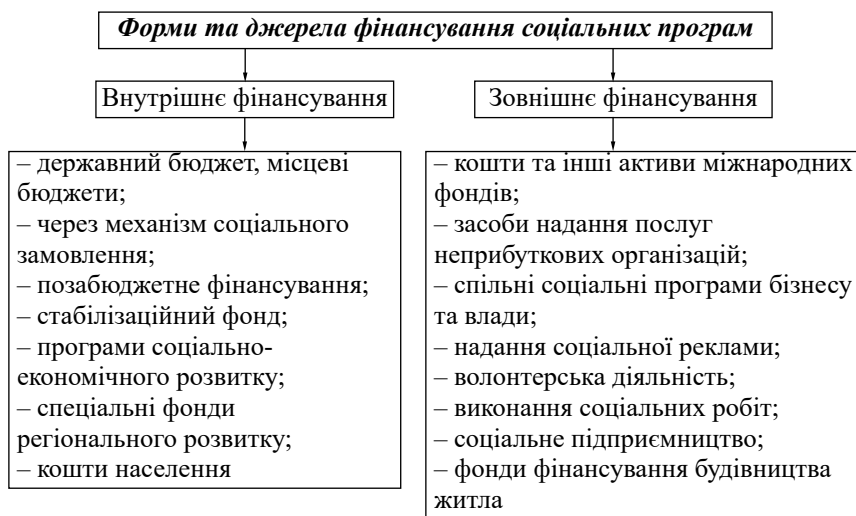 Форми та джерела фінансування соціальних програм
Внутрішнє фінансування
Зовнішнє фінансування
– державний бюджет, місцеві
бюджети;
– через механізм соціального
замовлення;
– позабюджетне фінансування;
– стабілізаційний фонд;
– програми соціально-
економічного розвитку;
– спеціальні фонди
регіонального розвитку;
– кошти населення
– кошти та інші активи міжнародних
фондів;
– засоби надання послуг
неприбуткових організацій;
– спільні соціальні програми бізнесу
та влади;
– надання соціальної реклами;
– волонтерська діяльність;
– виконання соціальних робіт;
– соціальне підприємництво;
– фонди фінансування будівництва
житла